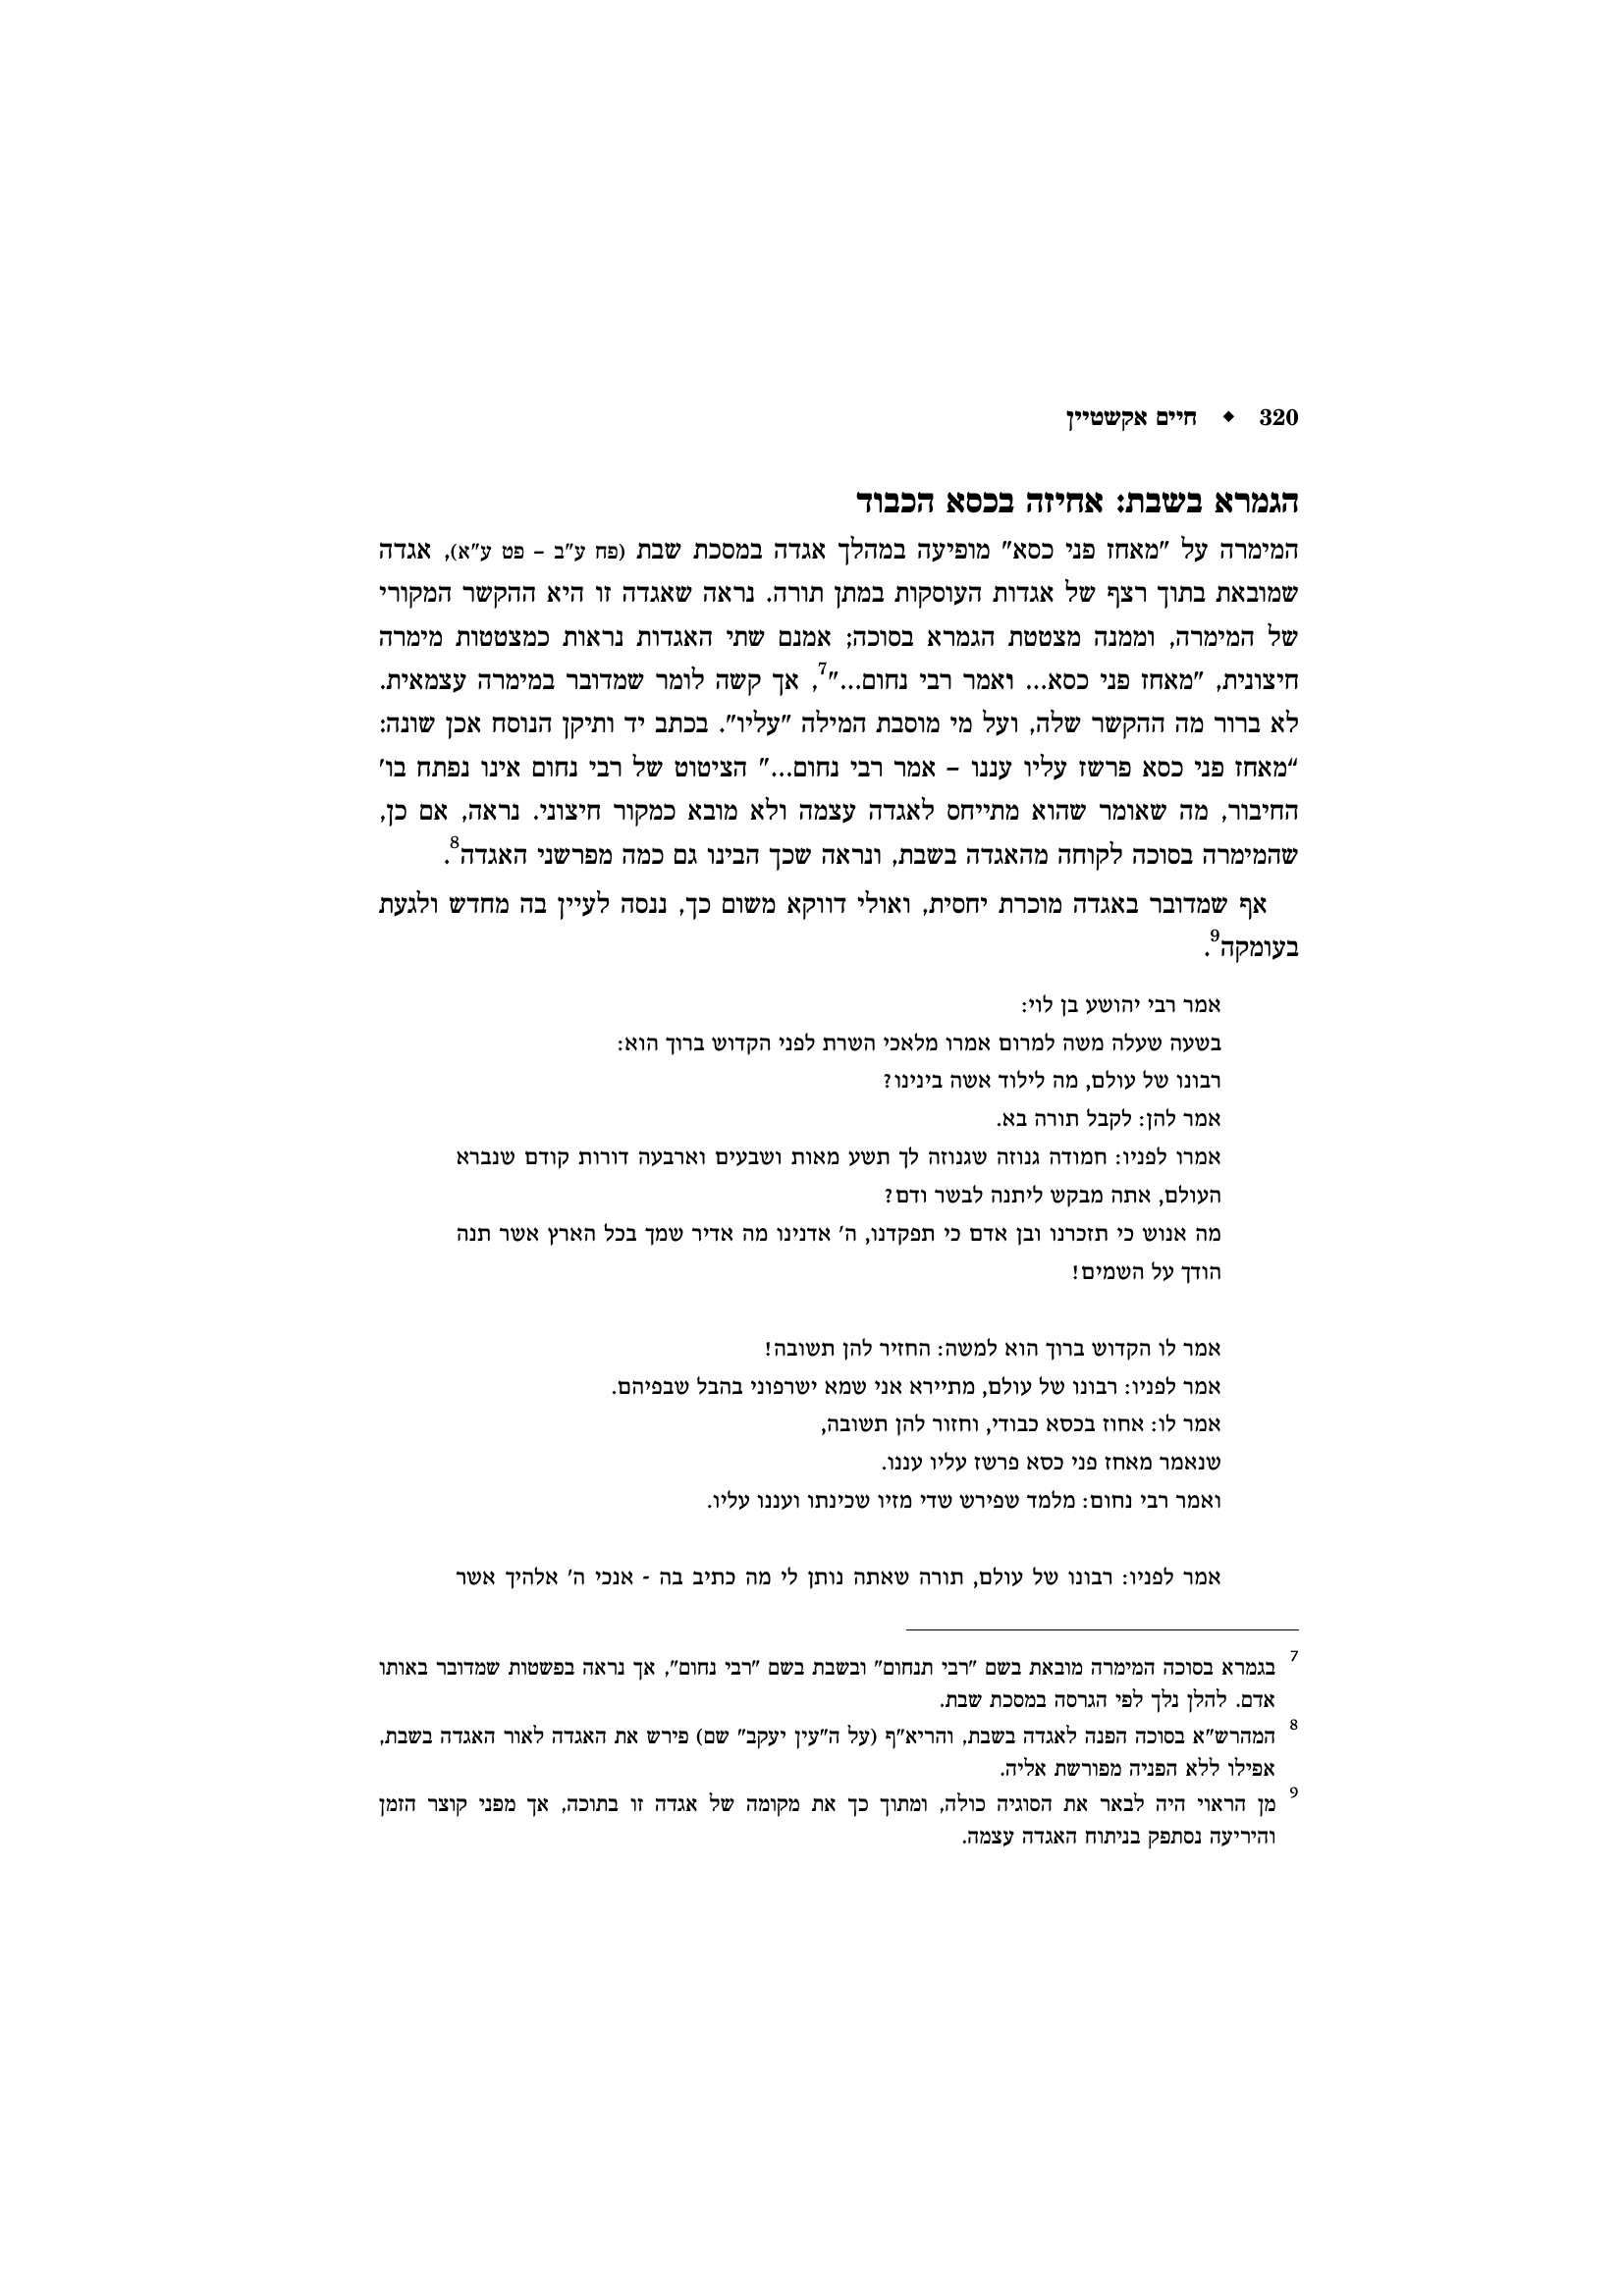 320 ◆ חיים אקשטיין
הגמרא בשבת: אחיזה בכסא הכבוד
המימרה על "מאחז פני כסא" מופיעה במהלך אגדה במסכת שבת (פח ע"ב – פט ע"א), אגדה
שמובאת בתוך רצף של אגדות העוסקות במתן תורה. נראה שאגדה זו היא ההקשר המקורי
של המימרה, וממנה מצטטת הגמרא בסוכה; אמנם שתי האגדות נראות כמצטטות מימרה
חיצונית, "מאחז פני כסא... ואמר רבי נחום..."7, אך קשה לומר שמדובר במימרה עצמאית.
לא ברור מה ההקשר שלה, ועל מי מוסבת המילה "עליו". בכתב יד ותיקן הנוסח אכן שונה:
"מאחז פני כסא פרשז עליו עננו – אמר רבי נחום..." הציטוט של רבי נחום אינו נפתח בו'
החיבור, מה שאומר שהוא מתייחס לאגדה עצמה ולא מובא כמקור חיצוני. נראה, אם כן,
שהמימרה בסוכה לקוחה מהאגדה בשבת, ונראה שכך הבינו גם כמה מפרשני האגדה8.
אף שמדובר באגדה מוכרת יחסית, ואולי דווקא משום כך, ננסה לעיין בה מחדש ולגעת
בעומקה9.
אמר רבי יהושע בן לוי:
בשעה שעלה משה למרום אמרו מלאכי השרת לפני הקדוש ברוך הוא:
רבונו של עולם, מה לילוד אשה בינינו?
אמר להן: לקבל תורה בא.
אמרו לפניו: חמודה גנוזה שגנוזה לך תשע מאות ושבעים וארבעה דורות קודם שנברא
העולם, אתה מבקש ליתנה לבשר ודם?
מה אנוש כי תזכרנו ובן אדם כי תפקדנו, ה' אדנינו מה אדיר שמך בכל הארץ אשר תנה
הודך על השמים!
אמר לו הקדוש ברוך הוא למשה: החזיר להן תשובה!
אמר לפניו: רבונו של עולם, מתיירא אני שמא ישרפוני בהבל שבפיהם.
אמר לו: אחוז בכסא כבודי, וחזור להן תשובה,
שנאמר מאחז פני כסא פרשז עליו עננו.
ואמר רבי נחום: מלמד שפירש שדי מזיו שכינתו ועננו עליו.
אמר לפניו: רבונו של עולם, תורה שאתה נותן לי מה כתיב בה - אנכי ה' אלהיך אשר
7 בגמרא בסוכה המימרה מובאת בשם "רבי תנחום" ובשבת בשם "רבי נחום", אך נראה בפשטות שמדובר באותו
אדם. להלן נלך לפי הגרסה במסכת שבת.
8 המהרש"א בסוכה הפנה לאגדה בשבת, והריא"ף (על ה"עין יעקב" שם) פירש את האגדה לאור האגדה בשבת,
אפילו ללא הפניה מפורשת אליה.
9 מן הראוי היה לבאר את הסוגיה כולה, ומתוך כך את מקומה של אגדה זו בתוכה, אך מפני קוצר הזמן
והיריעה נסתפק בניתוח האגדה עצמה.